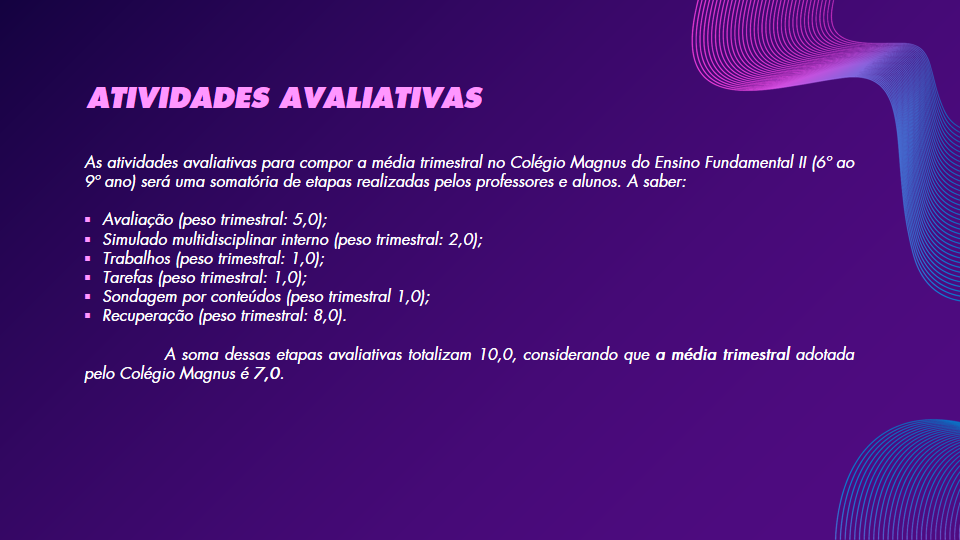 ATIVIDADES AVALIATIVAS
As atividades avaliativas para compor a média trimestral no Colégio Magnus do Ensino Fundamental II (6º ao
9º ano) será uma somatória de etapas realizadas pelos professores e alunos. A saber:
▪ Avaliação (peso trimestral: 5,0);
▪ Simulado multidisciplinar interno (peso trimestral: 2,0);
▪ Trabalhos (peso trimestral: 1,0);
▪ Tarefas (peso trimestral: 1,0);
▪ Sondagem por conteúdos (peso trimestral 1,0);
▪ Recuperação (peso trimestral: 8,0).
A soma dessas etapas avaliativas totalizam 10,0, considerando que a média trimestral adotada
pelo Colégio Magnus é 7,0.